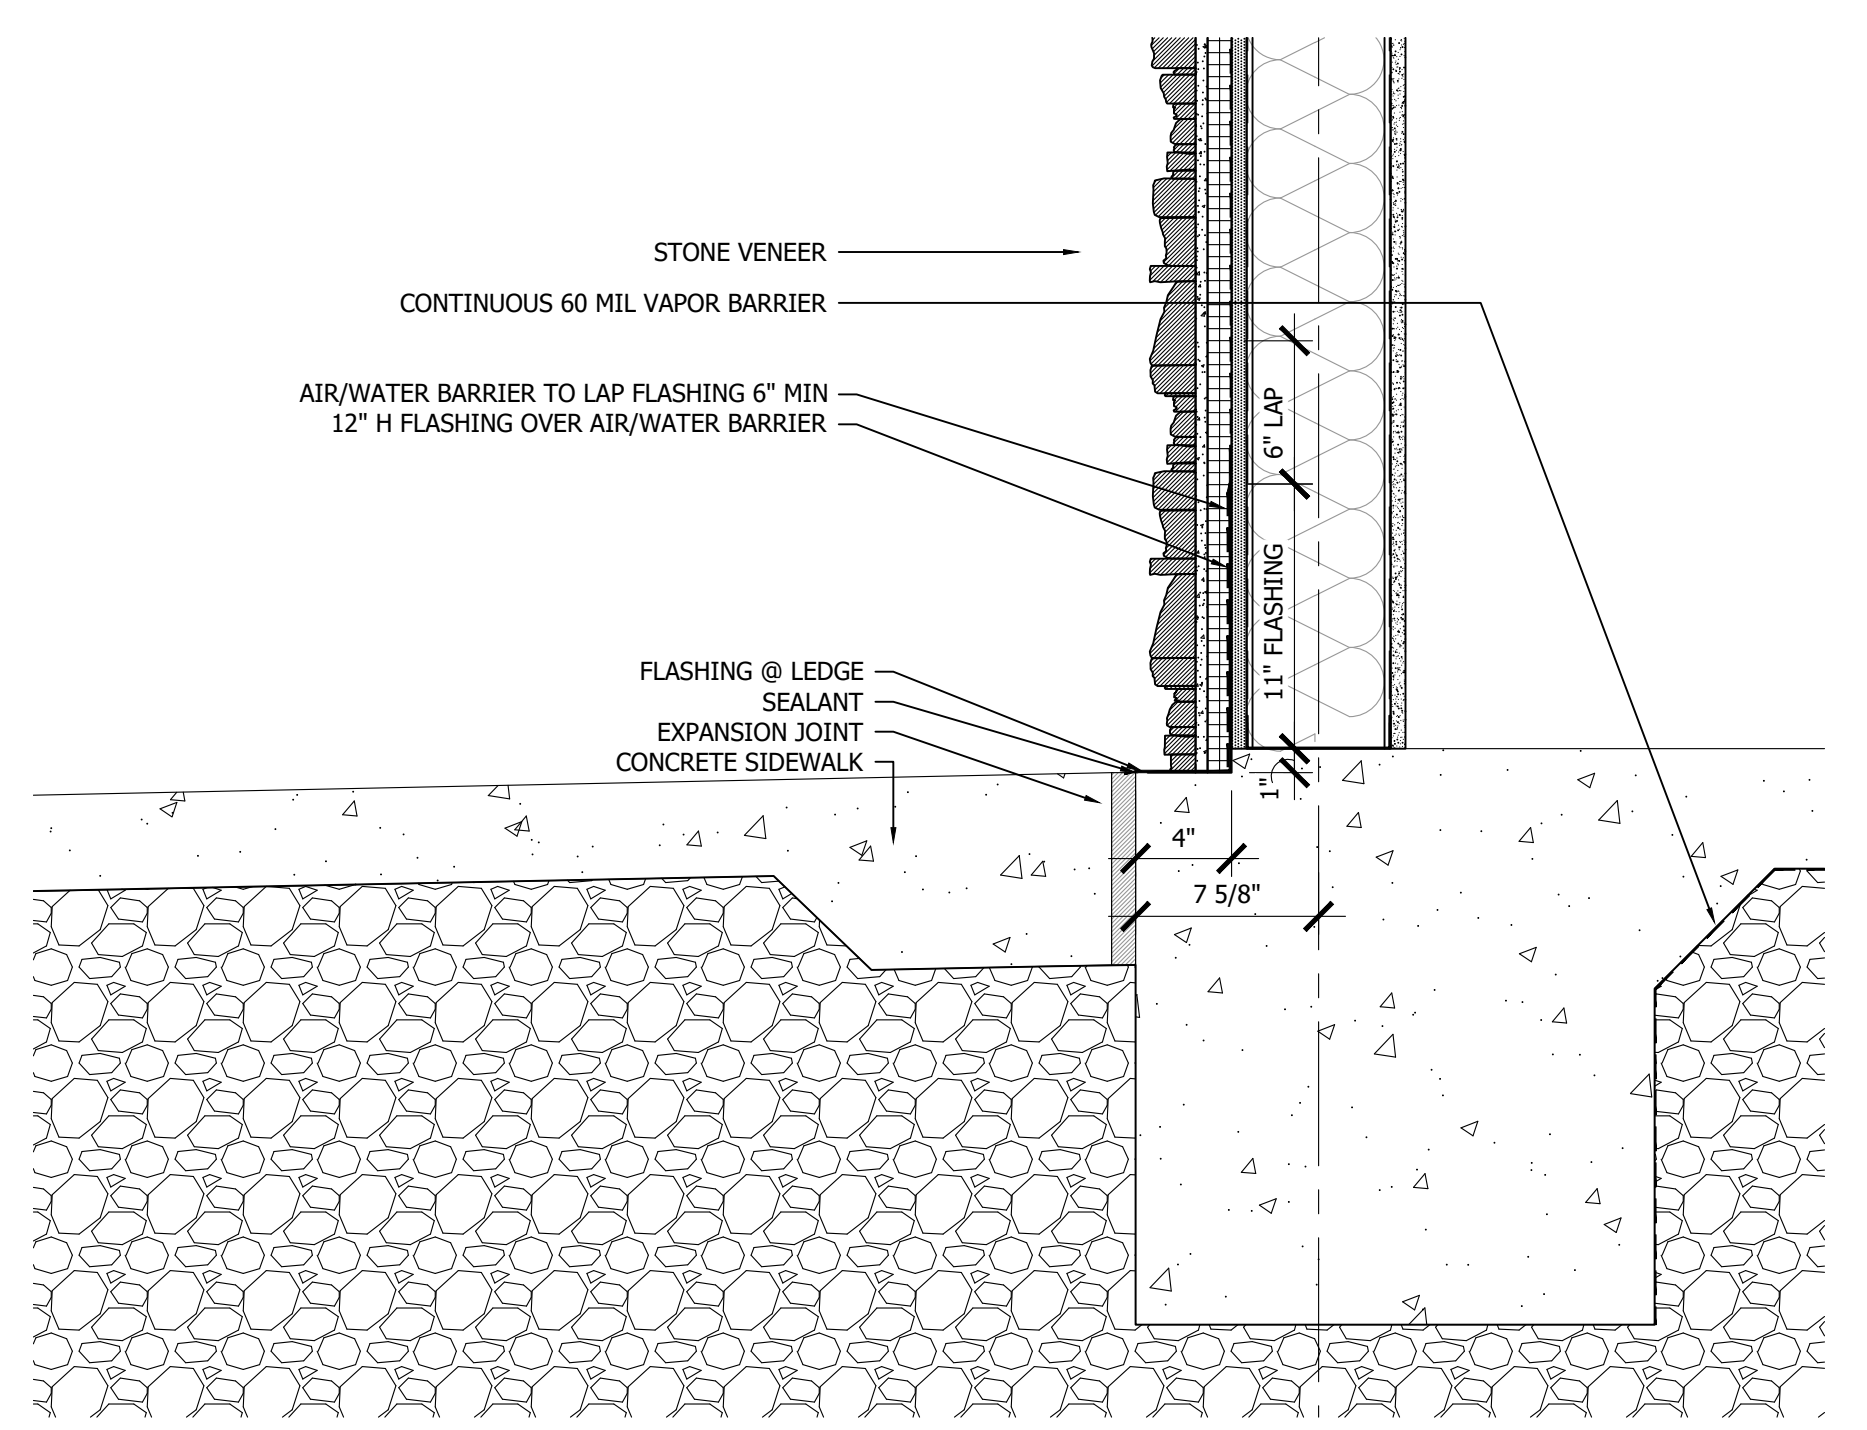 STONE VENEER
CONTINUOUS 60 MIL VAPOR BARRIER
AIR/WATER BARRIER TO LAP FLASHING 6" MIN
12" H FLASHING OVER AIR/WATER BARRIER
6" LAP
11" FLASHING
FLASHING @ LEDGE
SEALANT
EXPANSION JOINT
CONCRETE SIDEWALK
1"
4"
7 5/8"